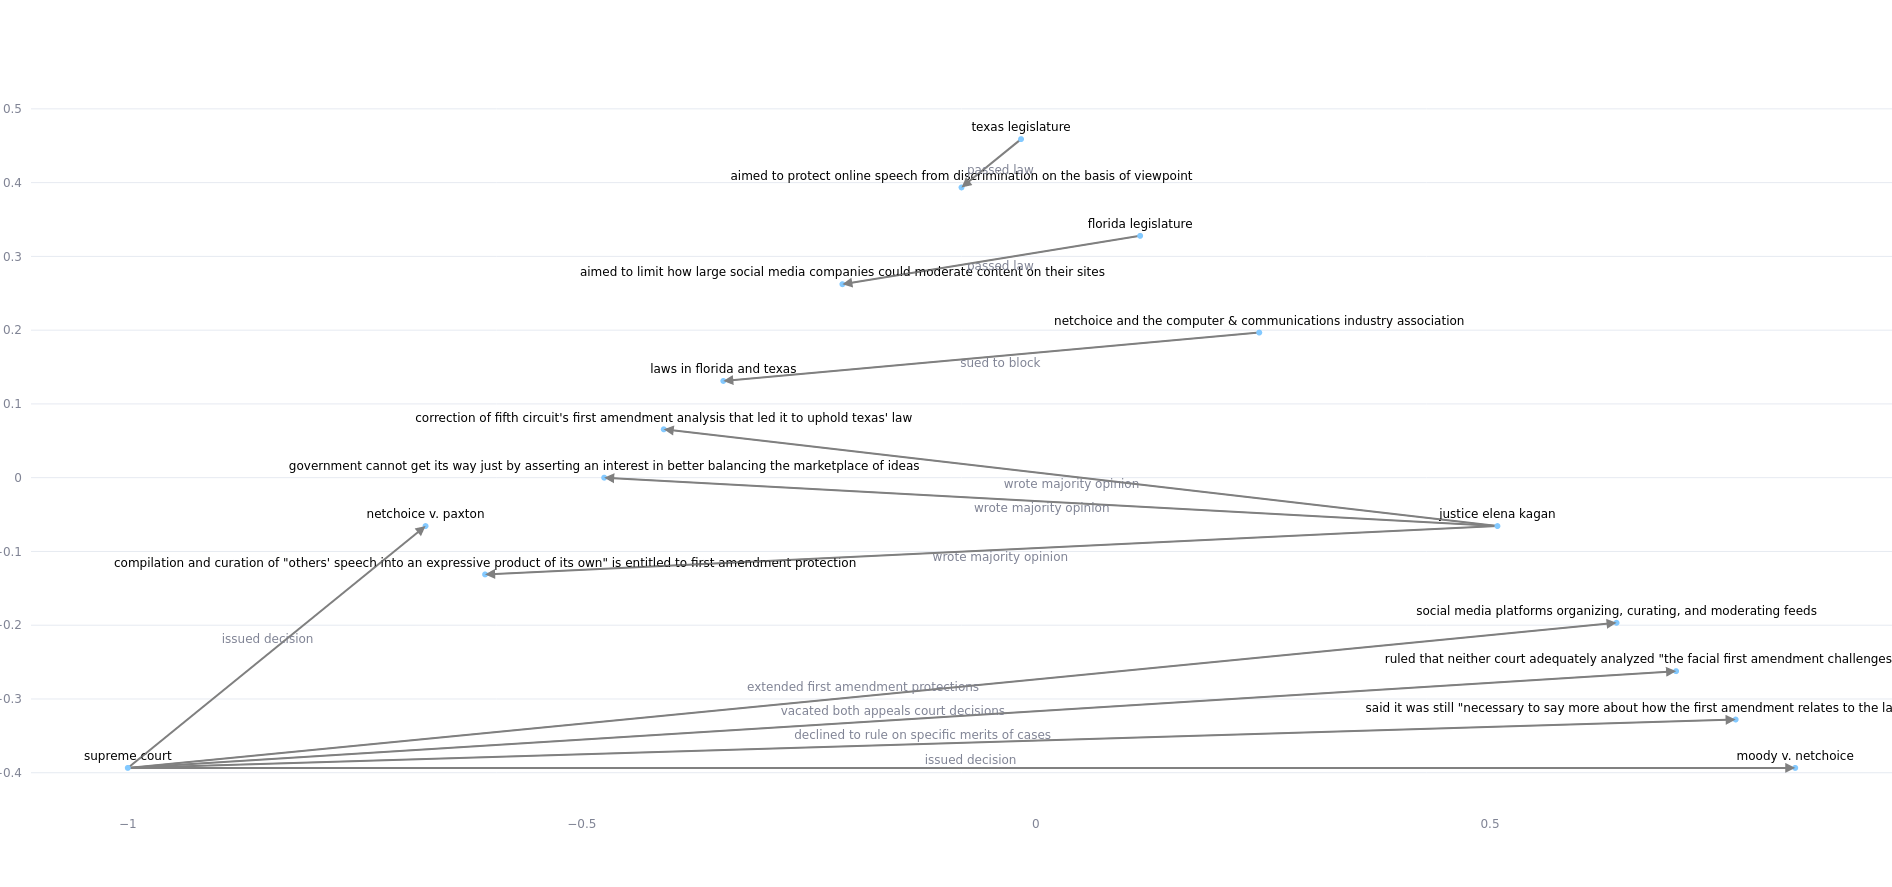 0.5
texas legislature
passed law
aimed to protect online speech from discrimination on the basis of viewpoint
0.4
florida legislature
0.3
passed law
aimed to limit how large social media companies could moderate content on their sites
netchoice and the computer & communications industry association
0.2
sued to block
laws in florida and texas
0.1
correction of fifth circuit's first amendment analysis that led it to uphold texas' law
government cannot get its way just by asserting an interest in better balancing the marketplace of ideas
0
wrote majority opinion
wrote majority opinion
netchoice v. paxton
justice elena kagan
−0.1
wrote majority opinion
compilation and curation of "others' speech into an expressive product of its own" is entitled to first amendment protection
social media platforms organizing, curating, and moderating feeds
−0.2
issued decision
ruled that neither court adequately analyzed "the facial first amendment challenges
extended first amendment protections
−0.3
said it was still "necessary to say more about how the first amendment relates to the la
vacated both appeals court decisions
declined to rule on specific merits of cases
supreme court
issued decision
moody v. netchoice
−0.4
−1
−0.5
0
0.5